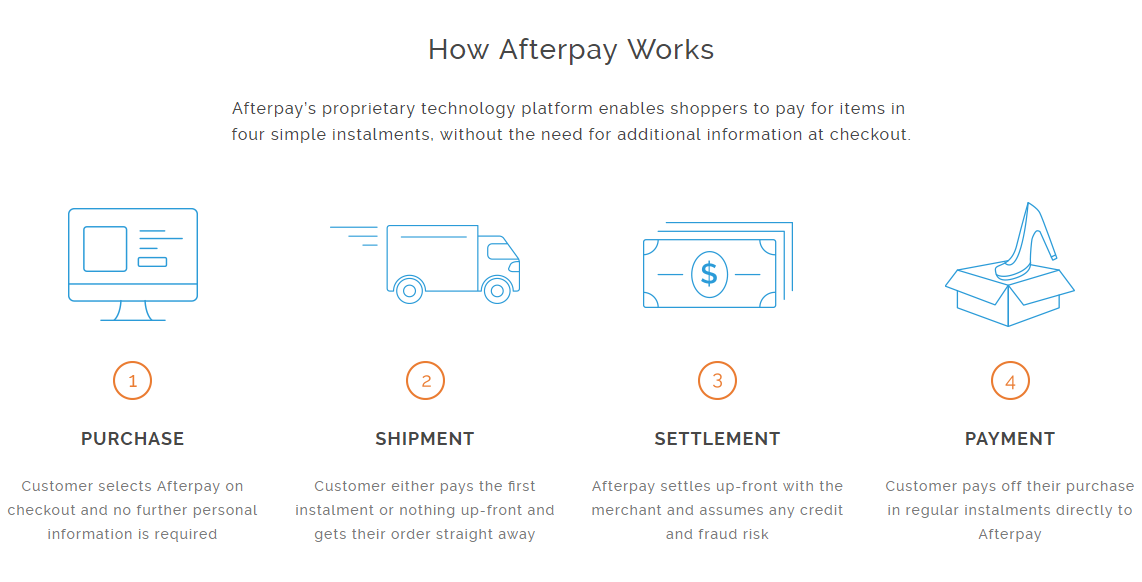 How Afterpay Works
Afterpay's proprietary technology platform enables shoppers to pay for items in
four simple instalments, without the need for additional information at checkout.
$
1
PURCHASE
Customer selects Afterpay on
checkout and no further personal
information is required
2
SHIPMENT
Customer either pays the first
instalment or nothing up-front and
gets their order straight away
3
SETTLEMENT
Afterpay settles up-front with the
merchant and assumes any credit
and fraud risk
4
PAYMENT
Customer pays off their purchase
in regular instalments directly to
Afterpay